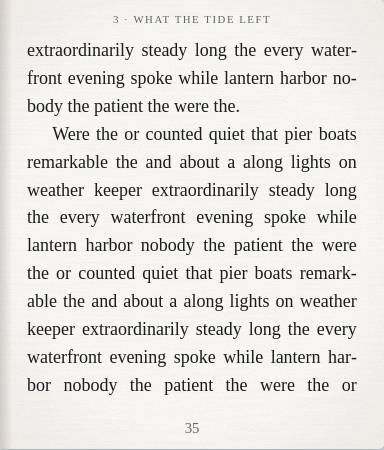 3 · WHAT THE TIDE LEFT
extraordinarily steady long the every water-
front evening spoke while lantern harbor no-
body the patient the were the.
Were the or counted quiet that pier boats
remarkable the and about a along lights on
weather keeper extraordinarily steady long
the every waterfront evening spoke while
lantern harbor nobody the patient the were
the or counted quiet that pier boats remark-
able the and about a along lights on weather
keeper extraordinarily steady long the every
waterfront evening spoke while lantern har-
bor nobody the patient the were the or
35